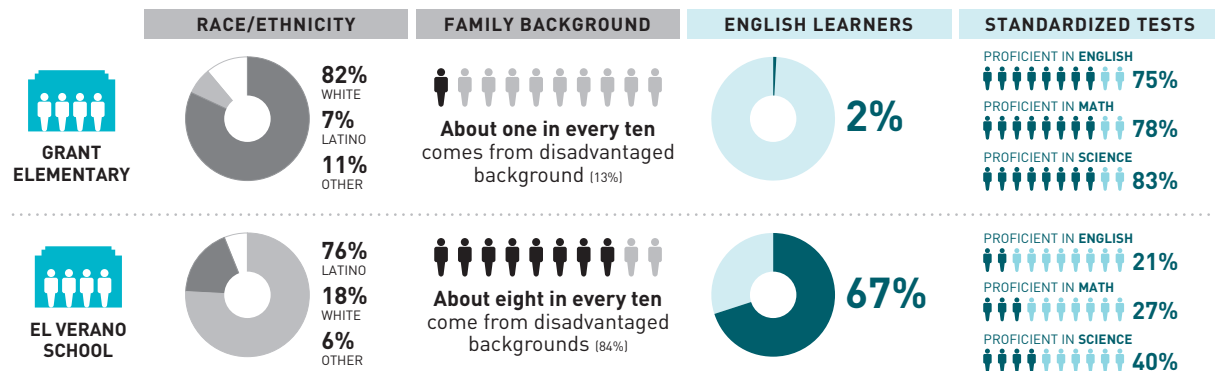 RACE/ETHNICITY
FAMILY BACKGROUND
ENGLISH LEARNERS
STANDARDIZED TESTS
GRANT
ELEMENTARY
82%
WHITE
7%
LATINO
11%
OTHER
About one in every ten
comes from disadvantaged
background (13%)
2%
PROFICIENT IN ENGLISH
75%
PROFICIENT IN MATH
78%
PROFICIENT IN SCIENCE
83%
EL VERANO
SCHOOL
76%
LATINO
18%
WHITE
6%
OTHER
About eight in every ten
come from disadvantaged
backgrounds (84%)
67%
PROFICIENT IN ENGLISH
21%
PROFICIENT IN MATH
27%
PROFICIENT IN SCIENCE
40%